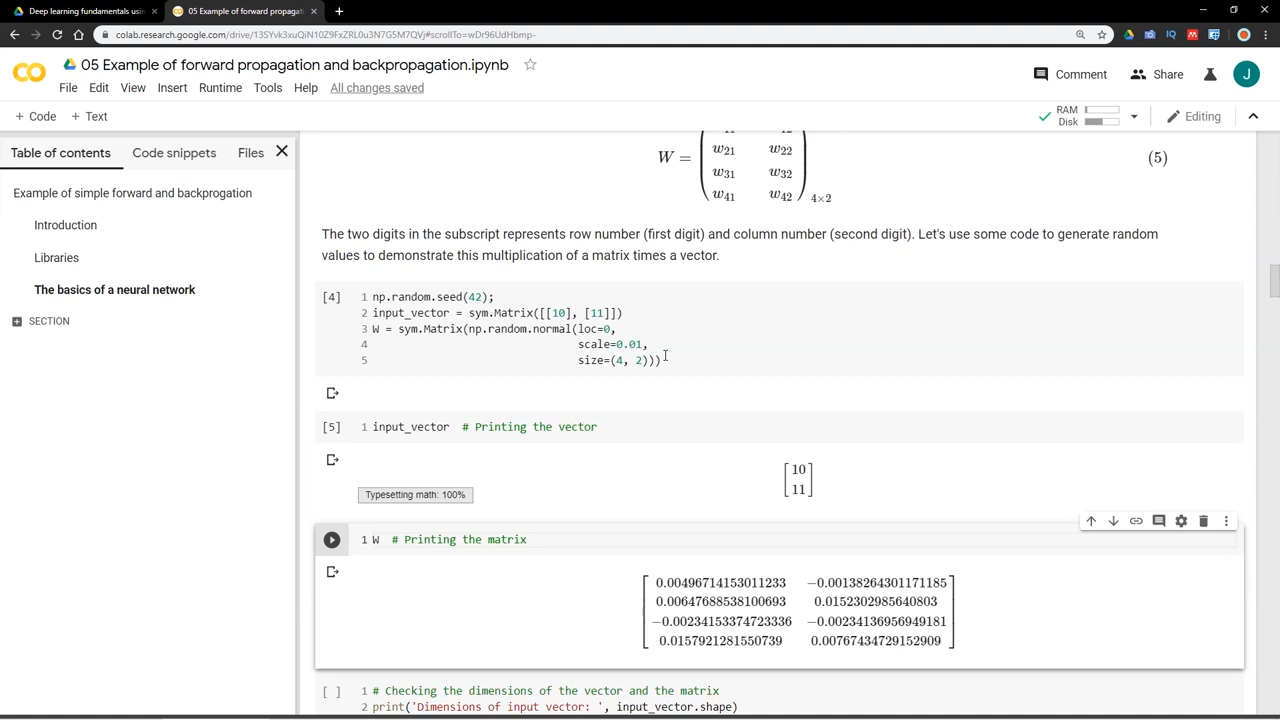 Deep learning fundamentals usin
05 Example of forward propagat
colab.research.google.com/drive/13SYvk3xuQiN10Z9FxZRL0u3N7G5M7QVj#scrollTo=wDr96UdHbmp-
05 Example of forward propagation and backpropagation.ipynb
Comment
Share
J
File Edit View Insert Runtime Tools Help All changes saved
+ Code + Text
RAM
Disk
Editing
Table of contents Code snippets Files
Example of simple forward and backprogation
Introduction
Libraries
The basics of a neural network
SECTION
W =
w21 w22
w31 w32
w41 w42
4×2
(5)
The two digits in the subscript represents row number (first digit) and column number (second digit). Let's use some code to generate random
values to demonstrate this multiplication of a matrix times a vector.
[4] 1 np.random.seed(42);
2 input_vector = sym.Matrix([[10], [11]])
3 W = sym.Matrix(np.random.normal(loc=0,
4 scale=0.01,
5 size=(4, 2)))
[5] 1 input_vector # Printing the vector
10
11
Typesetting math: 100%
1 W # Printing the matrix
0.00496714153011233 −0.00138264301171185
0.00647688538100693 0.0152302985640803
−0.00234153374723336 −0.00234136956949181
0.0157921281550739 0.00767434729152909
[ ] 1 # Checking the dimensions of the vector and the matrix
2 print('Dimensions of input vector: ', input_vector.shape)